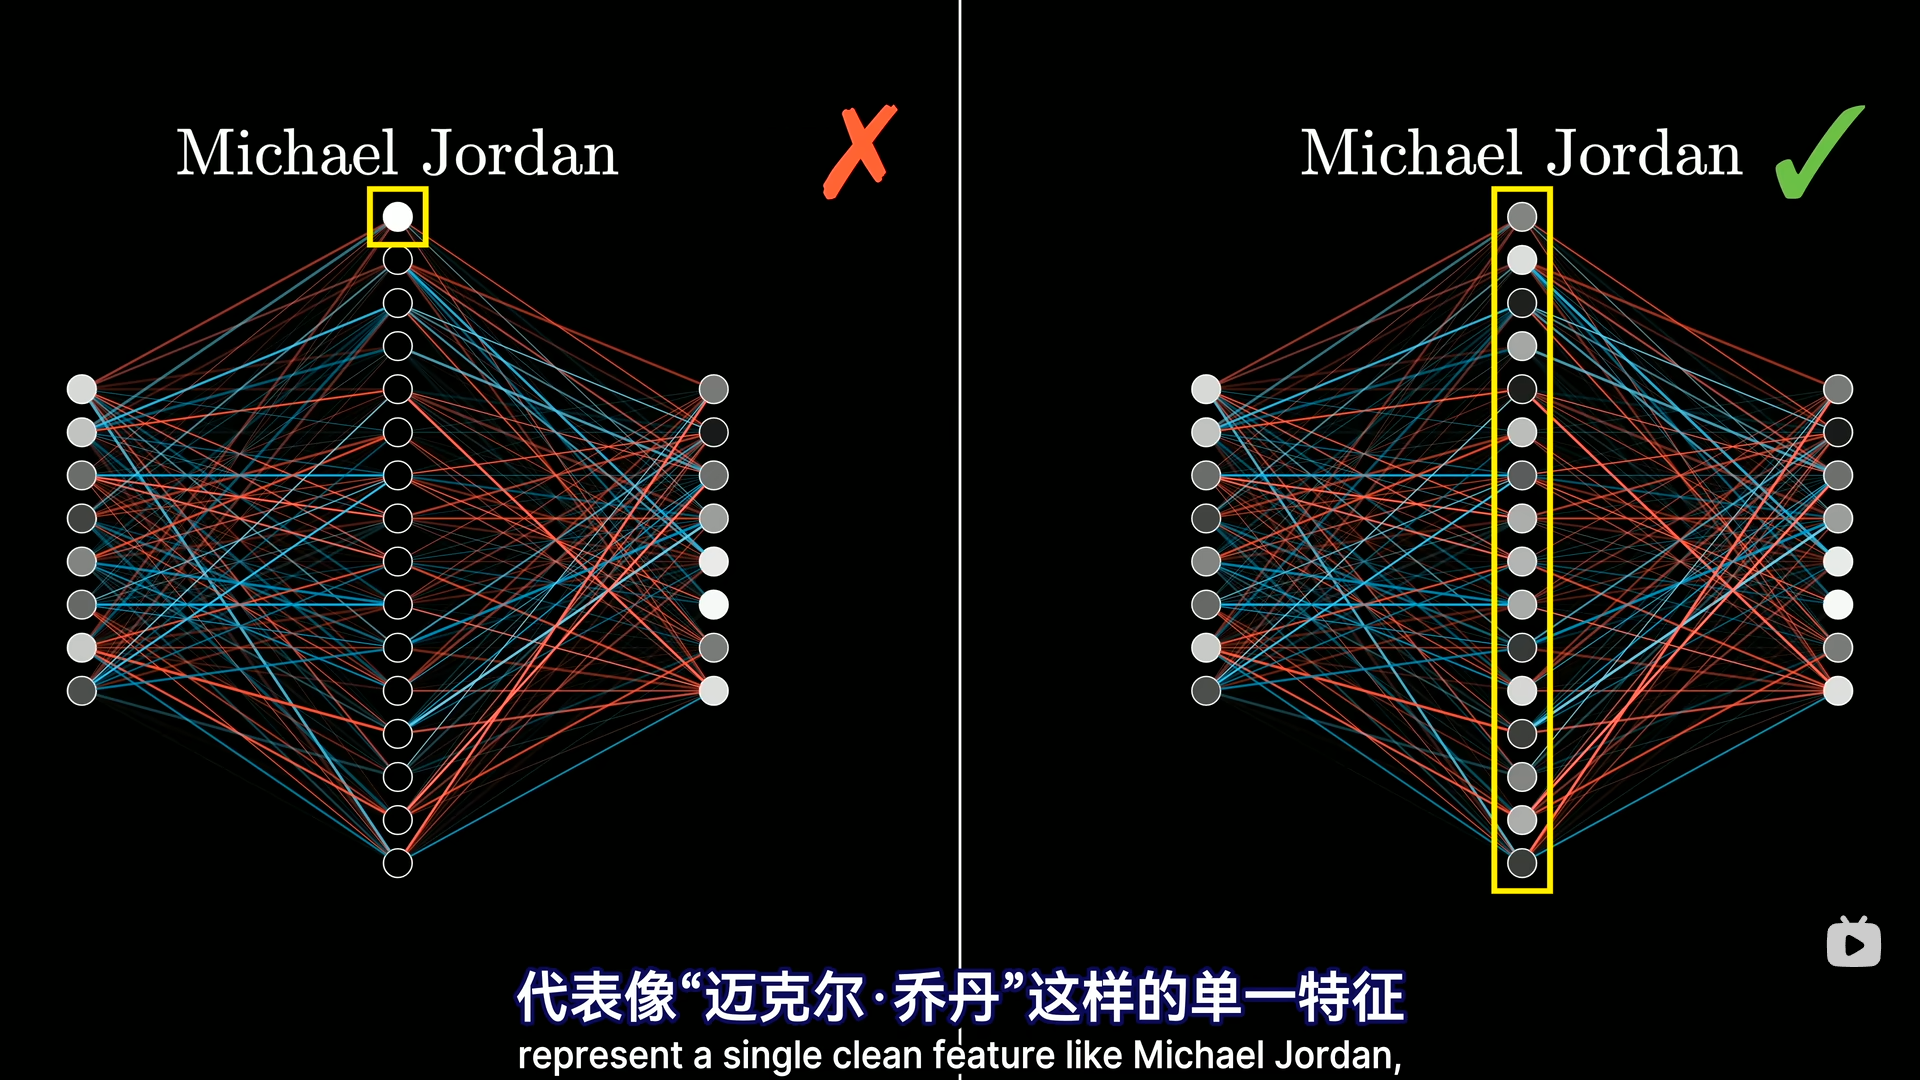 Michael Jordan
Michael Jordan
代表像“迈克尔·乔丹”这样的单一特征
represent a single clean feature like Michael Jordan,